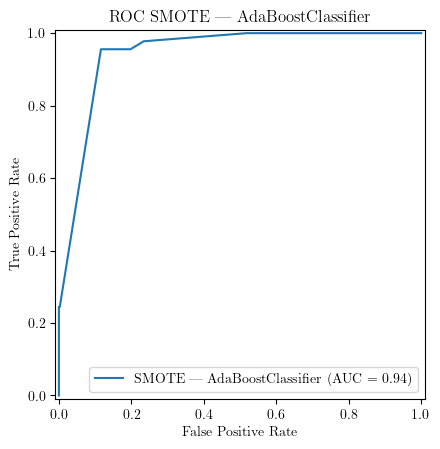 ROC SMOTE — AdaBoostClassifier
1.0
0.8
0.6
0.4
0.2
0.0
True Positive Rate
SMOTE — AdaBoostClassifier (AUC = 0.94)
0.0 0.2 0.4 0.6 0.8 1.0
False Positive Rate